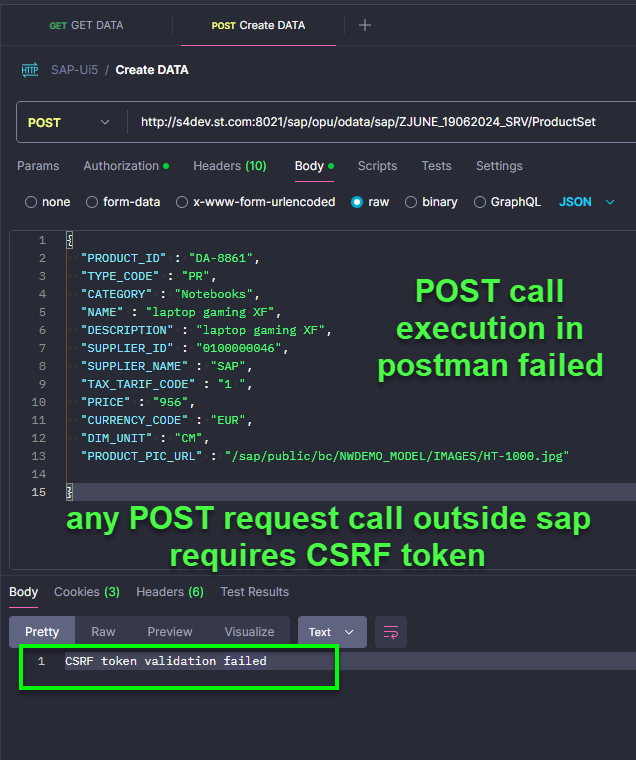 GET GET DATA
POST Create DATA
HTTP SAP-Ui5 / Create DATA
POST http://s4dev.st.com:8021/sap/opu/odata/sap/ZJUNE_19062024_SRV/ProductSet
Params Authorization Headers (10) Body Scripts Tests Settings
none form-data x-www-form-urlencoded raw binary GraphQL JSON
1 {
2 "PRODUCT_ID" : "DA-8861",
3 "TYPE_CODE" : "PR",
4 "CATEGORY" : "Notebooks",
5 "NAME" : "laptop gaming XF",
6 "DESCRIPTION" : "laptop gaming XF",
7 "SUPPLIER_ID" : "0100000046",
8 "SUPPLIER_NAME" : "SAP",
9 "TAX_TARIF_CODE" : "1 ",
10 "PRICE" : "956",
11 "CURRENCY_CODE" : "EUR",
12 "DIM_UNIT" : "CM",
13 "PRODUCT_PIC_URL" : "/sap/public/bc/NWDEMO_MODEL/IMAGES/HT-1000.jpg"
14
15 }
POST call
execution in
postman failed
any POST request call outside sap
requires CSRF token
Body Cookies (3) Headers (6) Test Results
Pretty Raw Preview Visualize Text
1 CSRF token validation failed